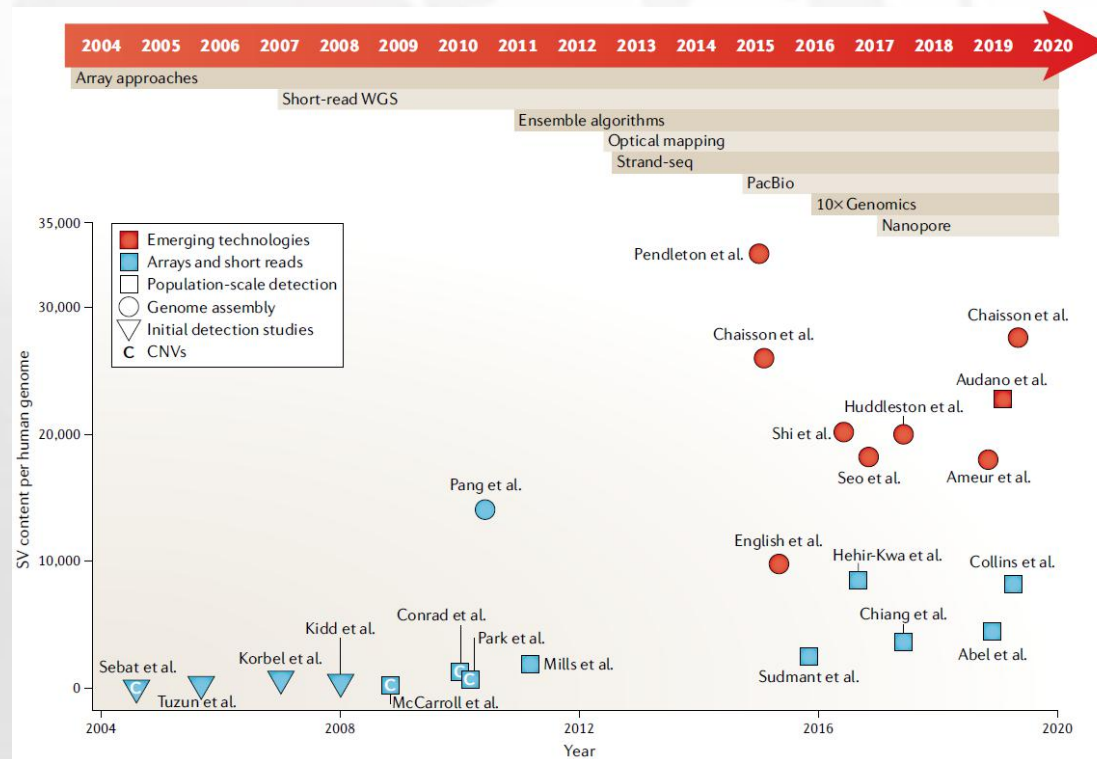 2004 2005 2006 2007 2008 2009 2010 2011 2012 2013 2014 2015 2016 2017 2018 2019 2020
Array approaches
Short-read WGS
Ensemble algorithms
Optical mapping
Strand-seq
PacBio
10× Genomics
Nanopore
35,000
30,000
20,000
10,000
0
SV content per human genome
Emerging technologies
Arrays and short reads
Population-scale detection
Genome assembly
Initial detection studies
C CNVs
Pendleton et al.
Chaisson et al.
Chaisson et al.
Audano et al.
Huddleston et al.
Shi et al.
Seo et al.
Ameur et al.
Pang et al.
English et al.
Hehir-Kwa et al.
Collins et al.
Conrad et al.
Kidd et al.
Park et al.
Chiang et al.
Korbel et al.
Mills et al.
Sebat et al.
Abel et al.
Sudmant et al.
C
C
C
C
Tuzun et al.
McCarroll et al.
2004 2008 2012 2016 2020
Year